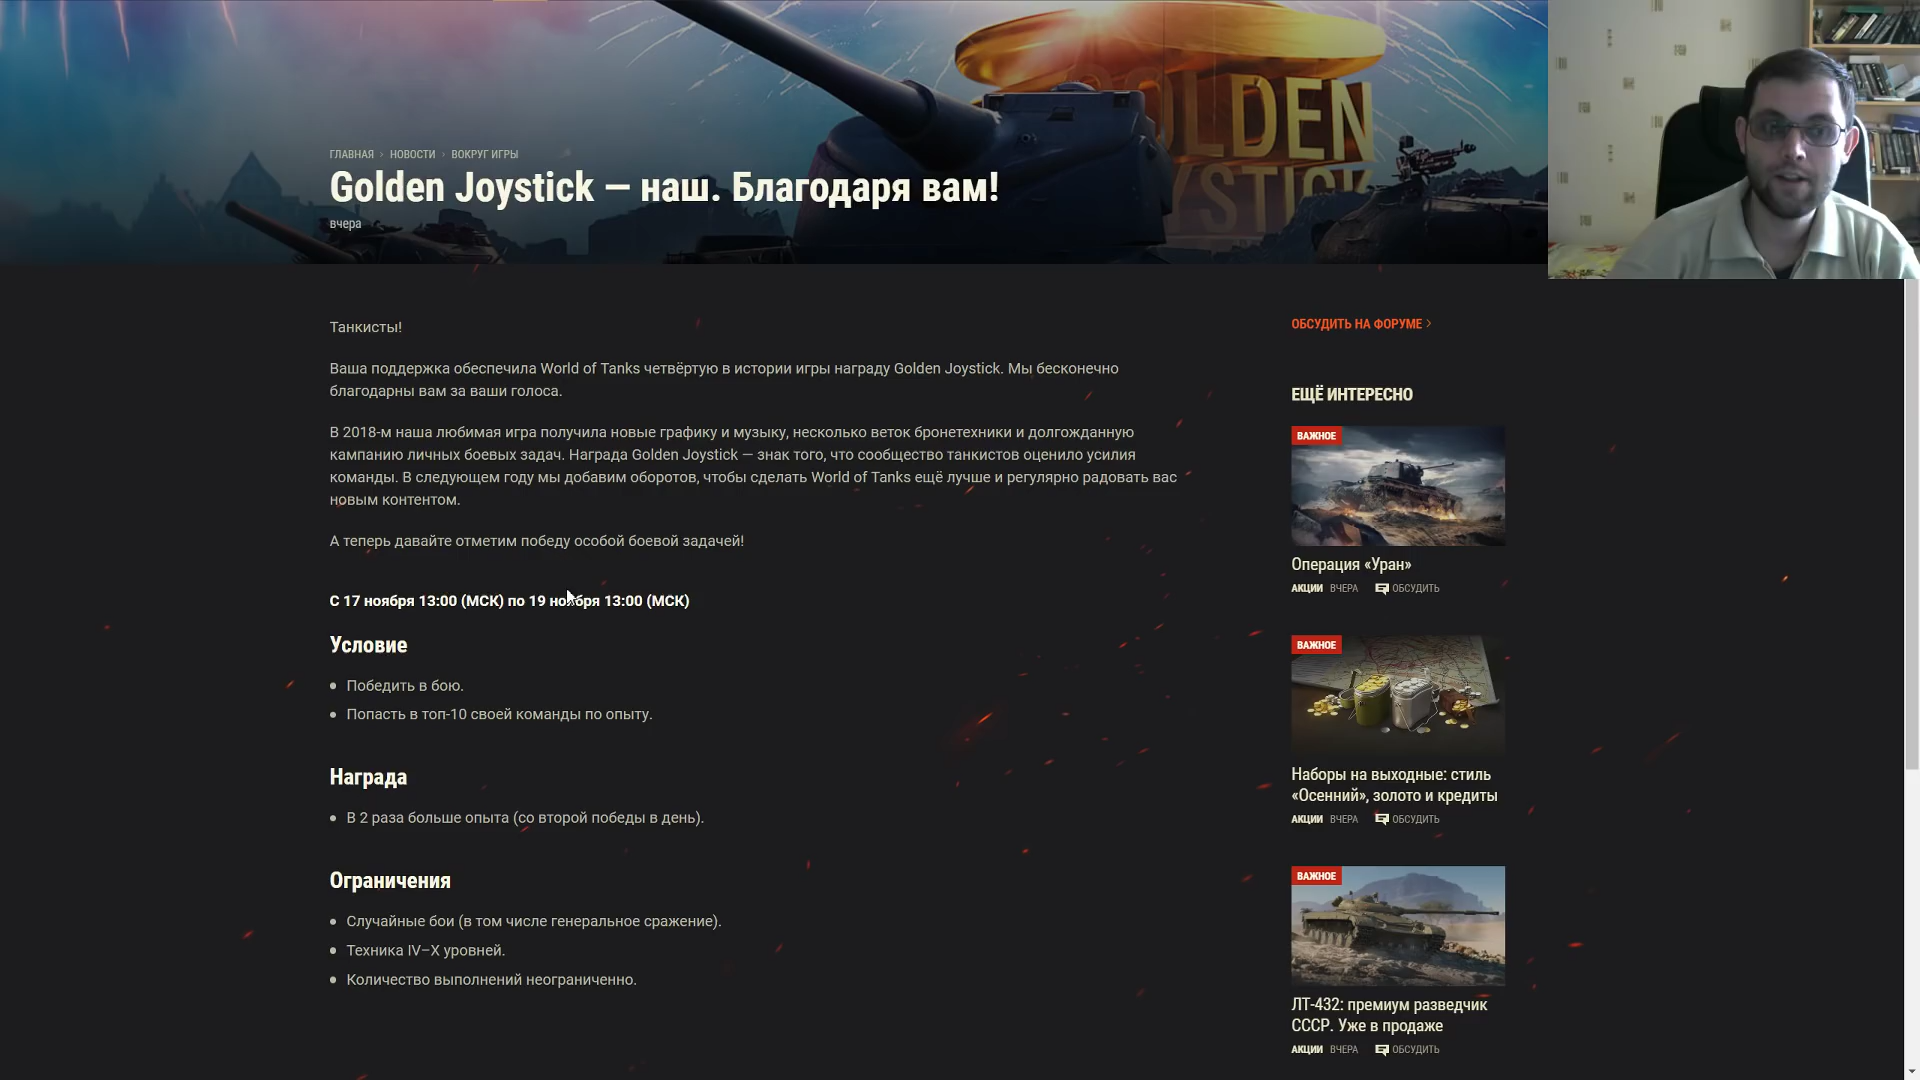 GOLDEN
JOYSTICK
ГЛАВНАЯ › НОВОСТИ › ВОКРУГ ИГРЫ
Golden Joystick — наш. Благодаря вам!
вчера
Танкисты!
Ваша поддержка обеспечила World of Tanks четвёртую в истории игры награду Golden Joystick. Мы бесконечно
благодарны вам за ваши голоса.
В 2018-м наша любимая игра получила новые графику и музыку, несколько веток бронетехники и долгожданную
кампанию личных боевых задач. Награда Golden Joystick — знак того, что сообщество танкистов оценило усилия
команды. В следующем году мы добавим оборотов, чтобы сделать World of Tanks ещё лучше и регулярно радовать вас
новым контентом.
А теперь давайте отметим победу особой боевой задачей!
С 17 ноября 13:00 (МСК) по 19 ноября 13:00 (МСК)
Условие
• Победить в бою.
• Попасть в топ-10 своей команды по опыту.
Награда
• В 2 раза больше опыта (со второй победы в день).
Ограничения
• Случайные бои (в том числе генеральное сражение).
• Техника IV–X уровней.
• Количество выполнений неограниченно.
ОБСУДИТЬ НА ФОРУМЕ ›
ЕЩЁ ИНТЕРЕСНО
ВАЖНОЕ
Операция «Уран»
АКЦИИ ВЧЕРА ОБСУДИТЬ
ВАЖНОЕ
Наборы на выходные: стиль
«Осенний», золото и кредиты
АКЦИИ ВЧЕРА ОБСУДИТЬ
ВАЖНОЕ
ЛТ-432: премиум разведчик
СССР. Уже в продаже
АКЦИИ ВЧЕРА ОБСУДИТЬ